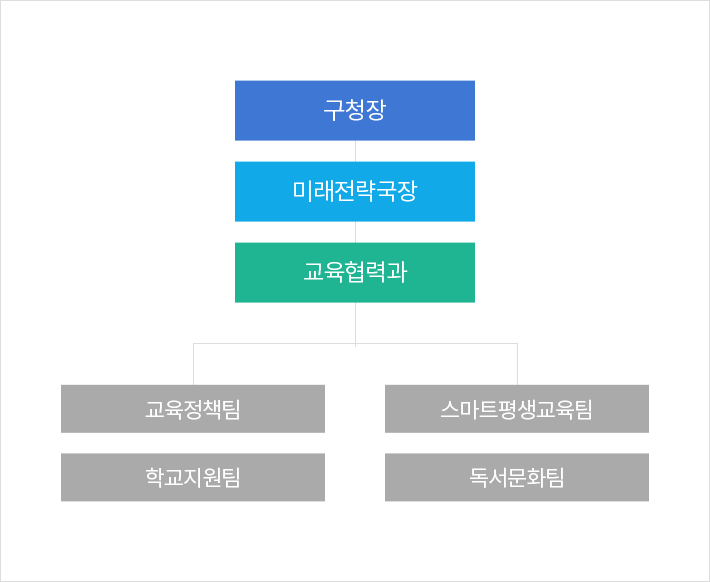 구청장
미래전략국장
교육협력과
교육정책팀
스마트평생교육팀
학교지원팀
독서문화팀